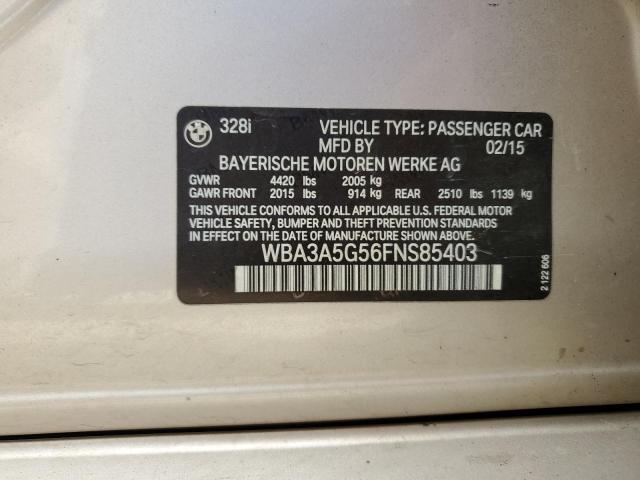 BMW 328i VEHICLE TYPE: PASSENGER CAR
MFD BY 02/15
BAYERISCHE MOTOREN WERKE AG
GVWR 4420 lbs 2005 kg
GAWR FRONT 2015 lbs 914 kg REAR 2510 lbs 1139 kg
THIS VEHICLE CONFORMS TO ALL APPLICABLE U.S. FEDERAL MOTOR
VEHICLE SAFETY, BUMPER AND THEFT PREVENTION STANDARDS
IN EFFECT ON THE DATE OF MANUFACTURE SHOWN ABOVE.
WBA3A5G56FNS85403
2 122 606